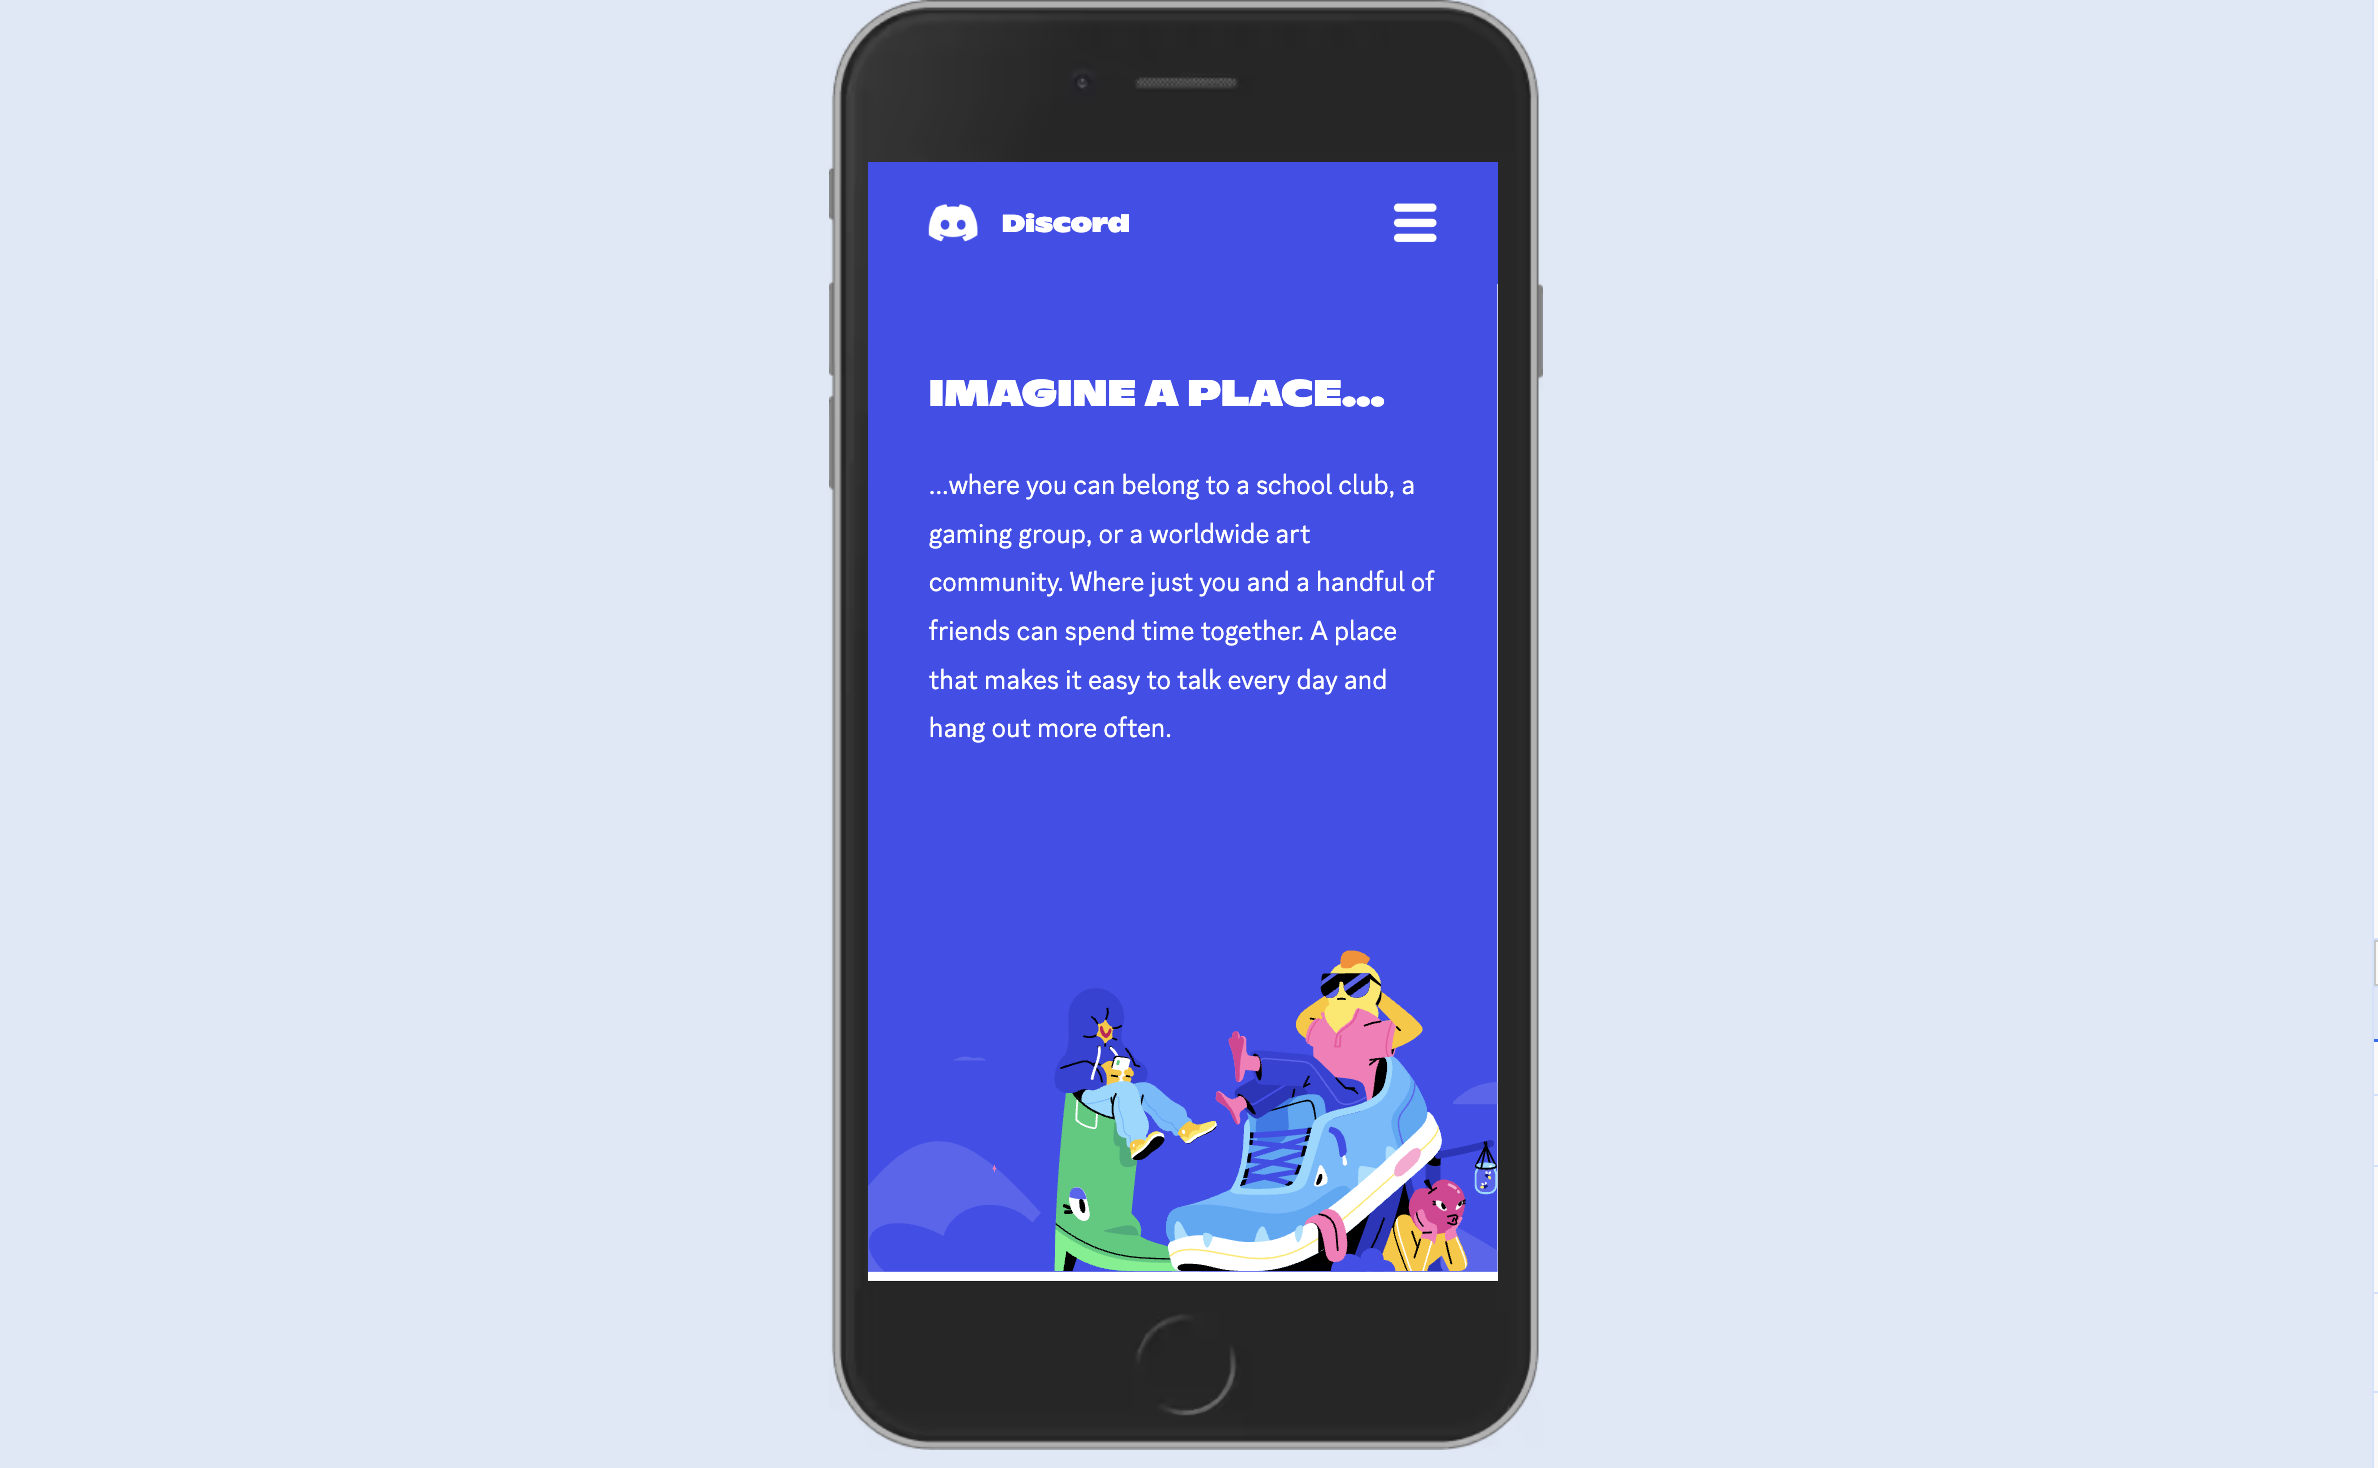 Discord
IMAGINE A PLACE...
...where you can belong to a school club, a
gaming group, or a worldwide art
community. Where just you and a handful of
friends can spend time together. A place
that makes it easy to talk every day and
hang out more often.